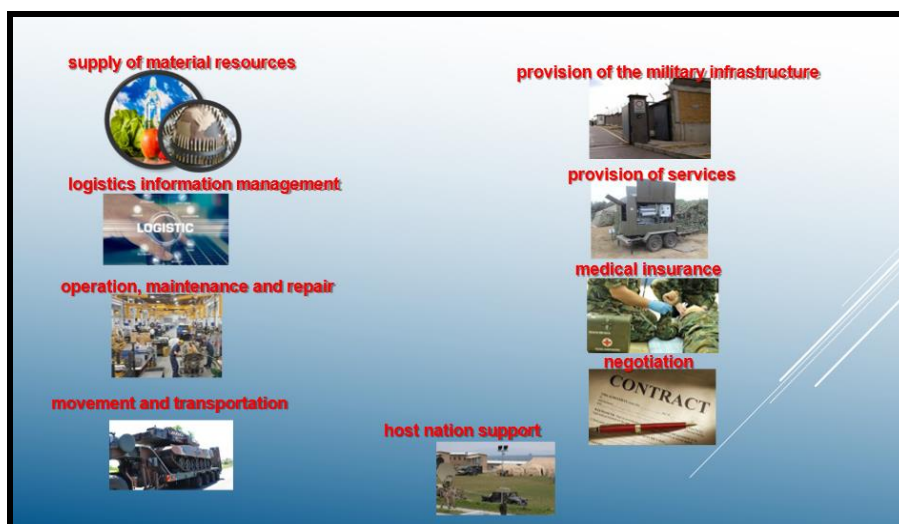 supply of material resources
logistics information management
LOGISTIC
operation, maintenance and repair
movement and transportation
provision of the military infrastructure
provision of services
medical insurance
negotiation
CONTRACT
host nation support